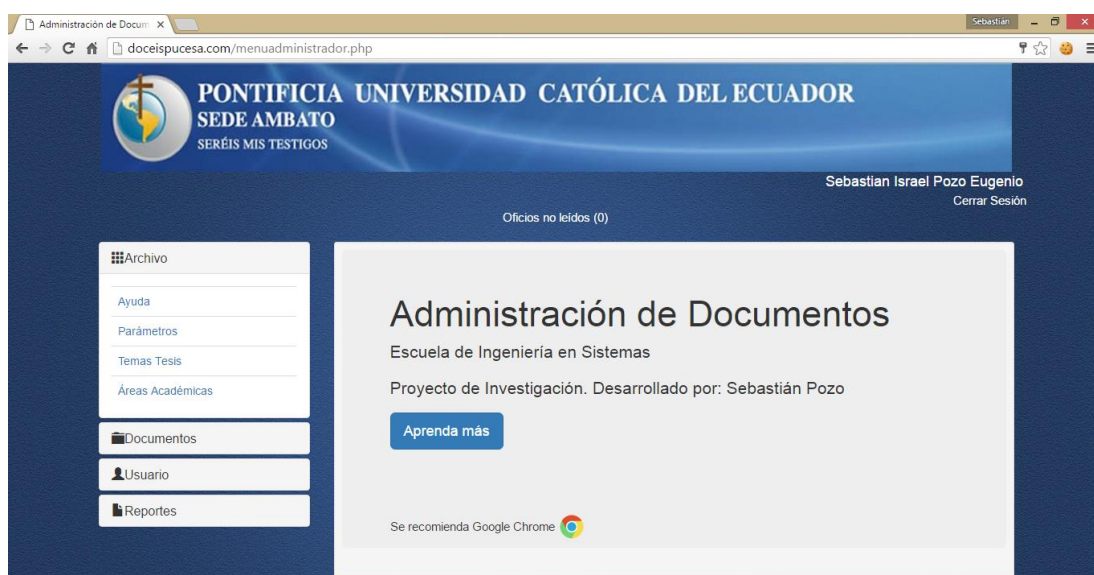 Administración de Docum
Sebastián
doceispucesa.com/menuadministrador.php
PONTIFICIA UNIVERSIDAD CATÓLICA DEL ECUADOR
SEDE AMBATO
SERÉIS MIS TESTIGOS
Sebastian Israel Pozo Eugenio
Cerrar Sesión
Oficios no leídos (0)
Archivo
Ayuda
Parámetros
Temas Tesis
Áreas Académicas
Documentos
Usuario
Reportes
Administración de Documentos
Escuela de Ingeniería en Sistemas
Proyecto de Investigación. Desarrollado por: Sebastián Pozo
Aprenda más
Se recomienda Google Chrome